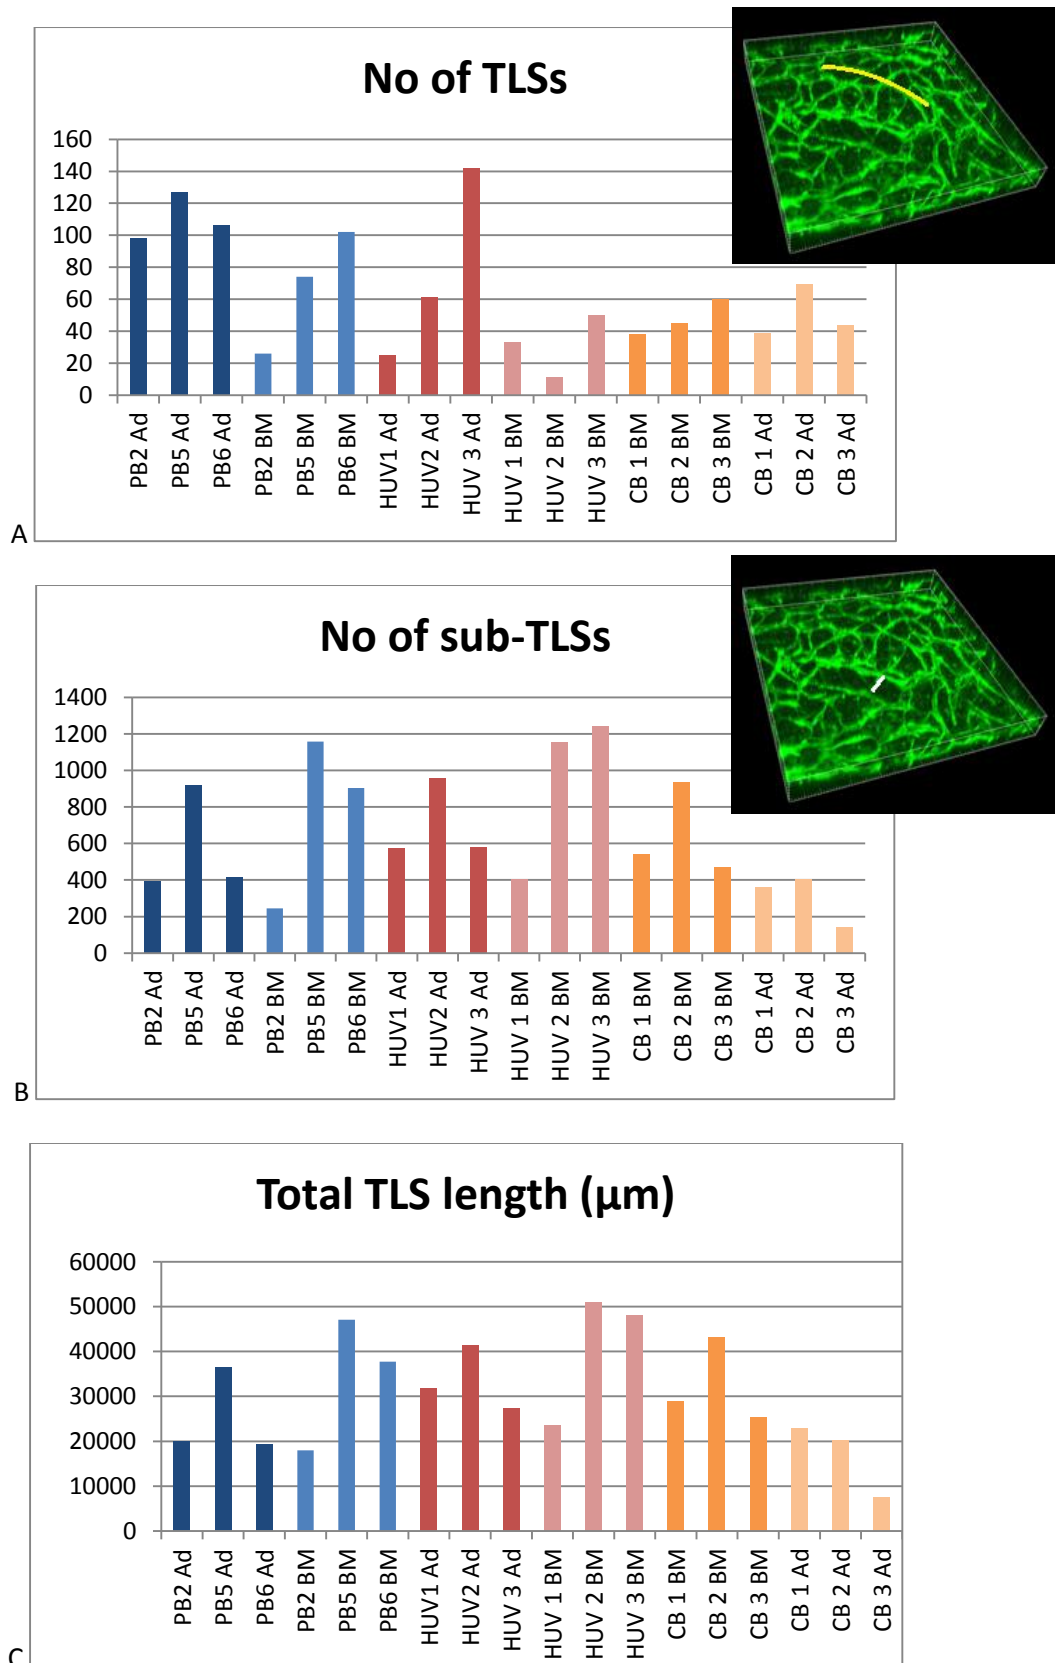 No of TLSs
160
140
120
100
80
60
40
20
0
PB2 Ad
PB5 Ad
PB6 Ad
PB2 BM
PB5 BM
PB6 BM
HUV1 Ad
HUV2 Ad
HUV 3 Ad
HUV 1 BM
HUV 2 BM
HUV 3 BM
CB 1 BM
CB 2 BM
CB 3 BM
CB 1 Ad
CB 2 Ad
CB 3 Ad
A
No of sub-TLSs
1400
1200
1000
800
600
400
200
0
PB2 Ad
PB5 Ad
PB6 Ad
PB2 BM
PB5 BM
PB6 BM
HUV1 Ad
HUV2 Ad
HUV 3 Ad
HUV 1 BM
HUV 2 BM
HUV 3 BM
CB 1 BM
CB 2 BM
CB 3 BM
CB 1 Ad
CB 2 Ad
CB 3 Ad
B
Total TLS length (μm)
60000
50000
40000
30000
20000
10000
0
PB2 Ad
PB5 Ad
PB6 Ad
PB2 BM
PB5 BM
PB6 BM
HUV1 Ad
HUV2 Ad
HUV 3 Ad
HUV 1 BM
HUV 2 BM
HUV 3 BM
CB 1 BM
CB 2 BM
CB 3 BM
CB 1 Ad
CB 2 Ad
CB 3 Ad
C